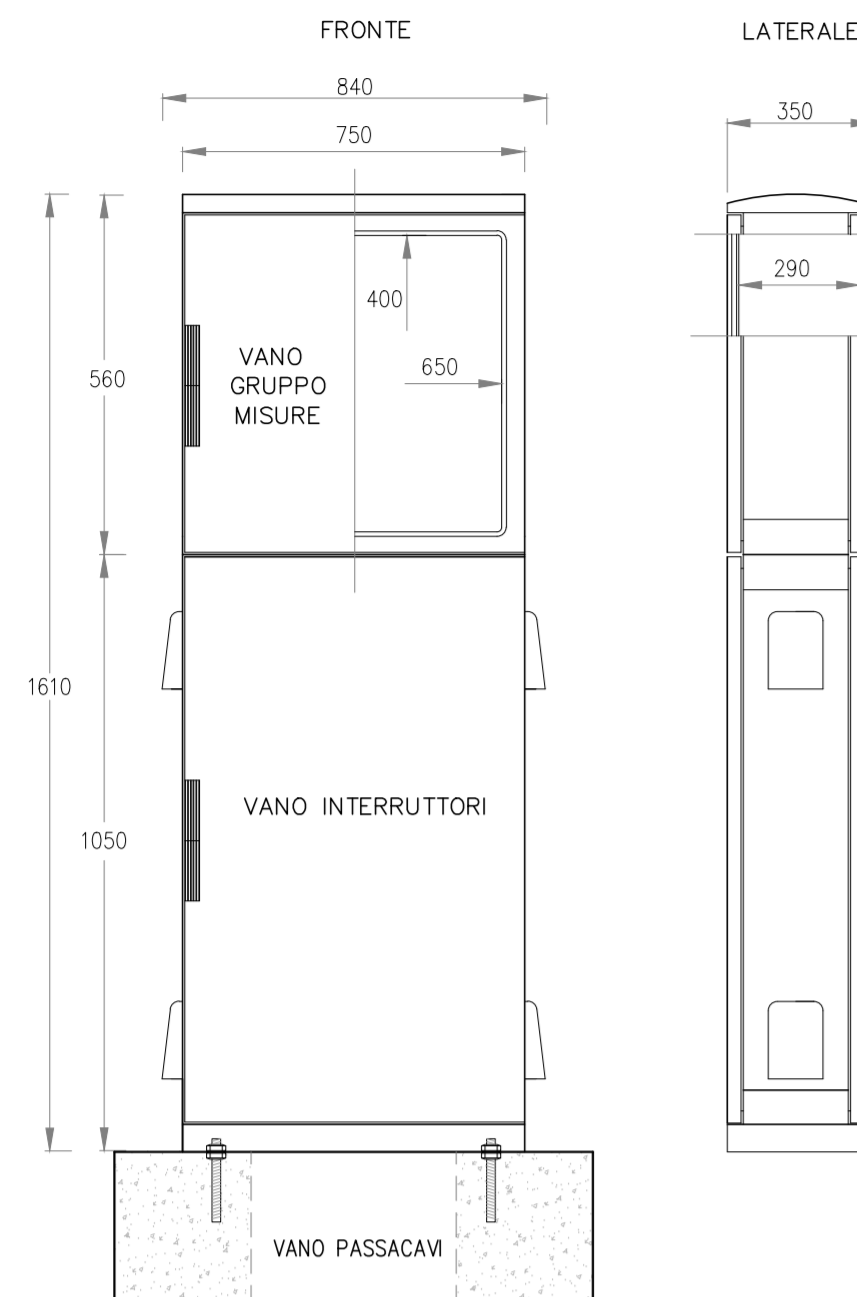 FRONTE
LATERALE
840
750
350
290
400
650
VANO
GRUPPO
MISURE
560
1610
1050
VANO INTERRUTTORI
VANO PASSACAVI